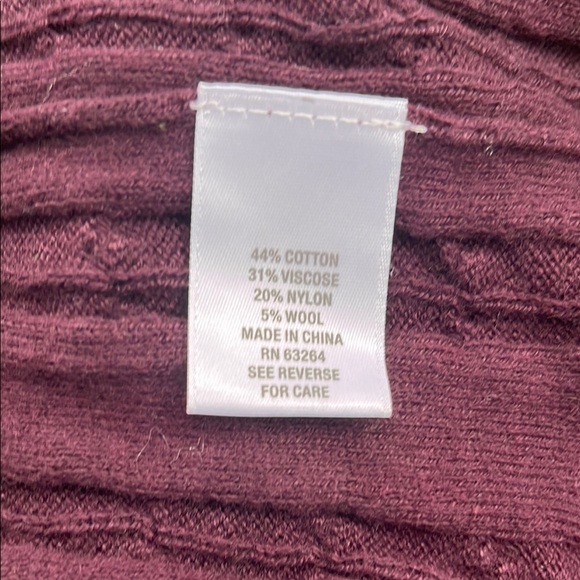 44% COTTON
31% VISCOSE
20% NYLON
5% WOOL
MADE IN CHINA
RN 63264
SEE REVERSE
FOR CARE